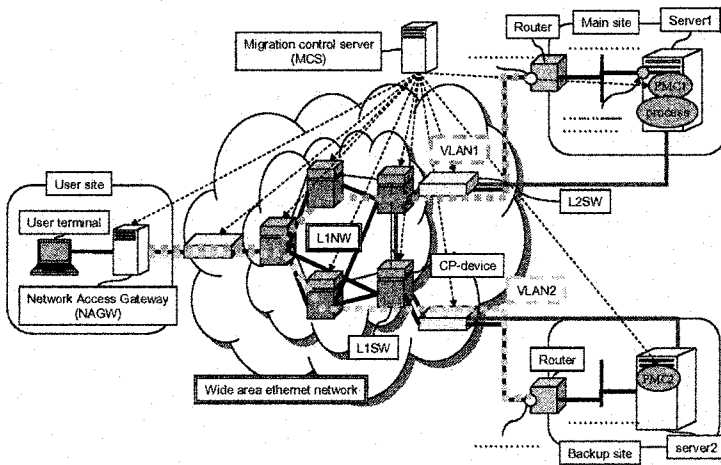 Migration control server
(MCS)
Router
Main site
Server1
PMC1
process
VLAN1
User site
User terminal
L1NW
L2SW
CP-device
VLAN2
Network Access Gateway
(NAGW)
L1SW
Wide area ethernet network
Router
PMC2
Backup site
server2